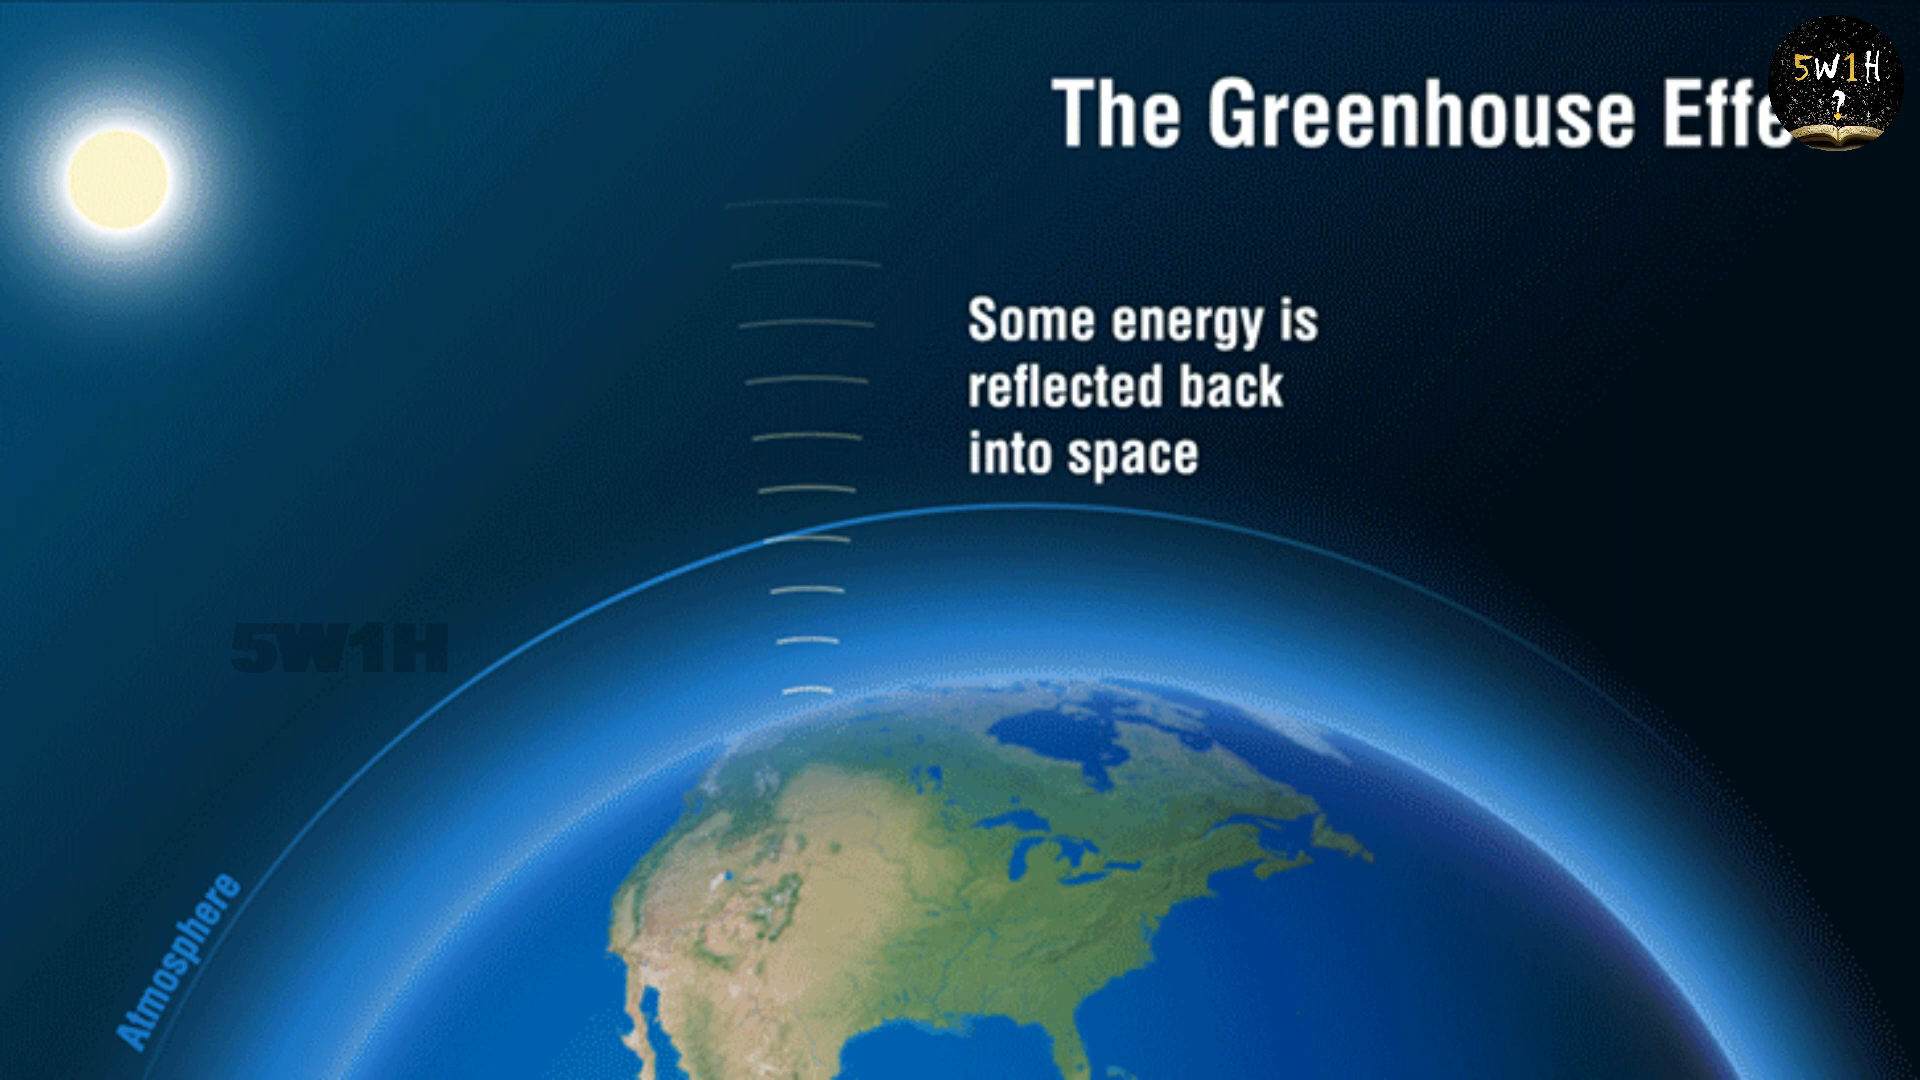 The Greenhouse Effe
5W1H
?
Some energy is
reflected back
into space
5W1H
Atmosphere